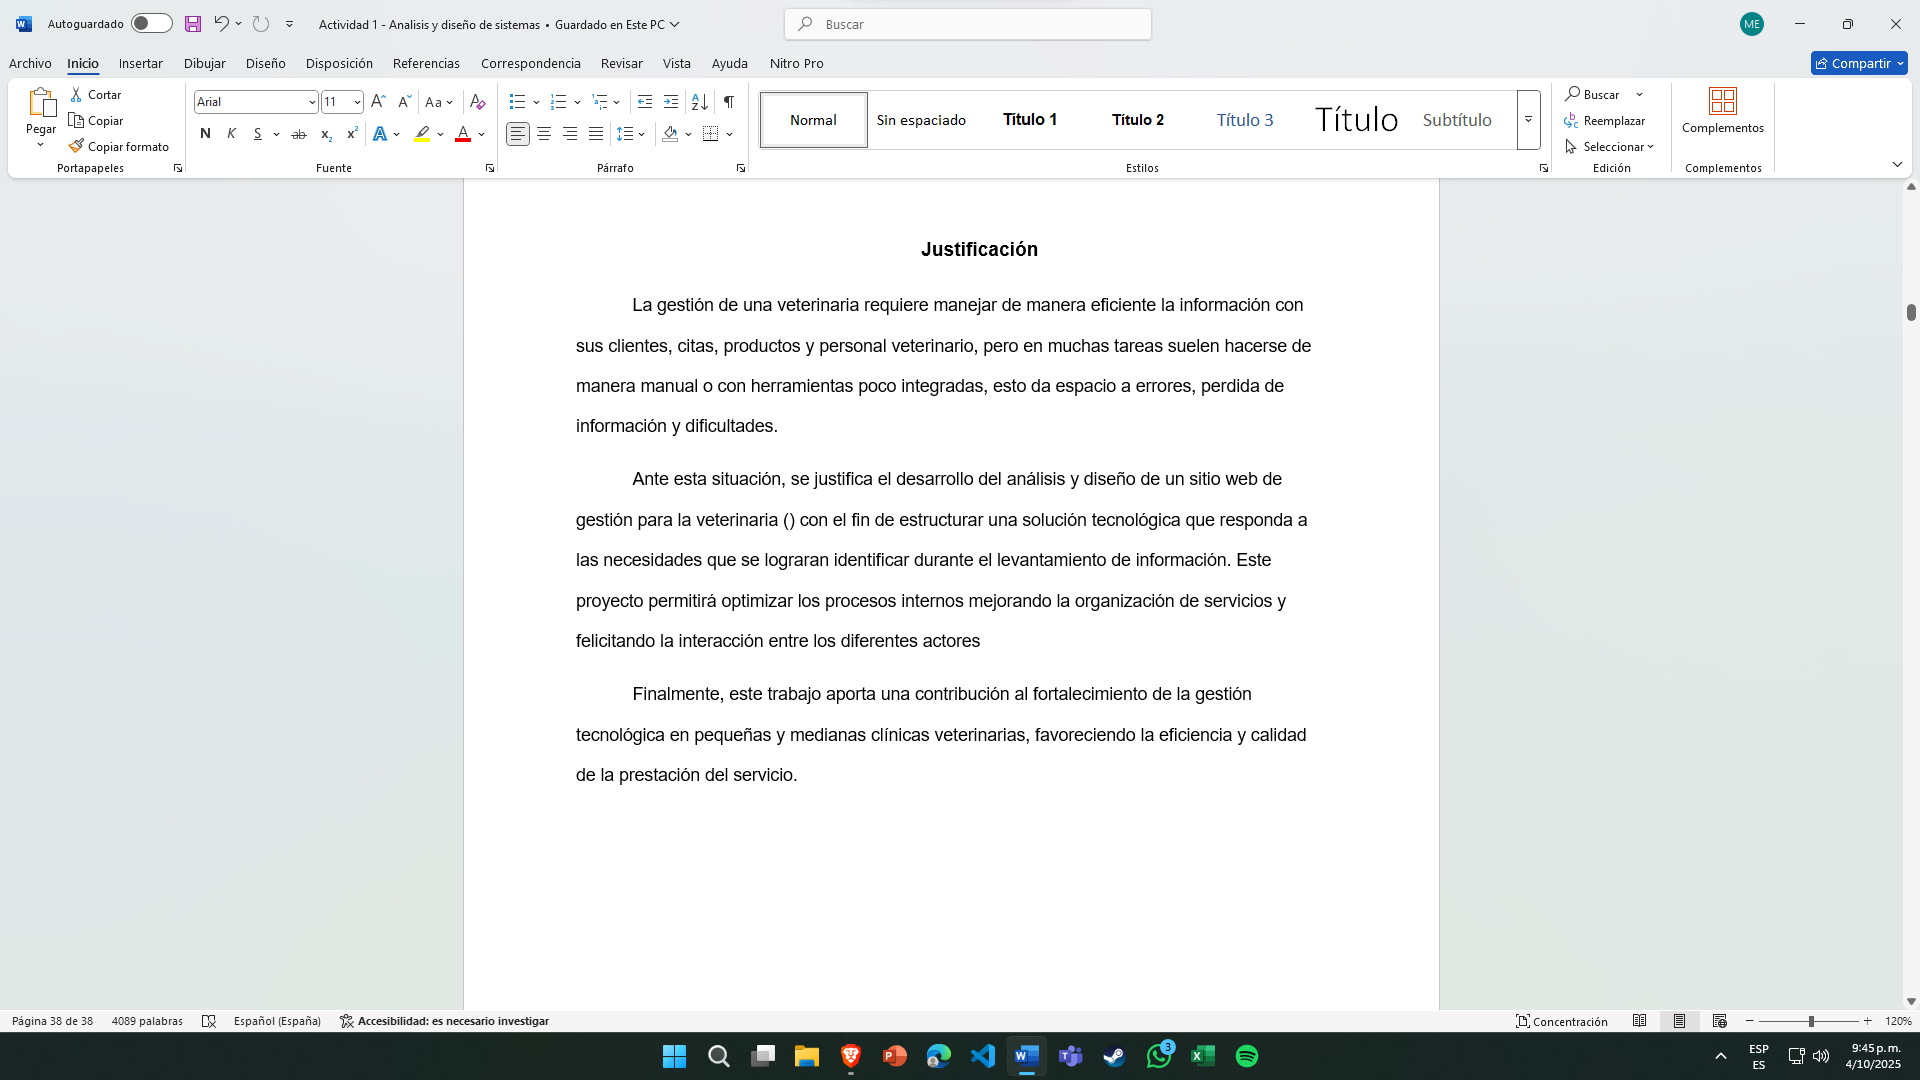 Autoguardado
Actividad 1 - Analisis y diseño de sistemas • Guardado en Este PC
Buscar
ME
Archivo Inicio Insertar Dibujar Diseño Disposición Referencias Correspondencia Revisar Vista Ayuda Nitro Pro
Compartir
Pegar
Cortar
Copiar
Copiar formato
Portapapeles
Arial
11
Fuente
Párrafo
Normal
Sin espaciado
Título 1
Título 2
Título 3
Título
Subtítulo
Estilos
Buscar
Reemplazar
Seleccionar
Edición
Complementos
Complementos
Justificación
La gestión de una veterinaria requiere manejar de manera eficiente la información con
sus clientes, citas, productos y personal veterinario, pero en muchas tareas suelen hacerse de
manera manual o con herramientas poco integradas, esto da espacio a errores, perdida de
información y dificultades.
Ante esta situación, se justifica el desarrollo del análisis y diseño de un sitio web de
gestión para la veterinaria () con el fin de estructurar una solución tecnológica que responda a
las necesidades que se lograran identificar durante el levantamiento de información. Este
proyecto permitirá optimizar los procesos internos mejorando la organización de servicios y
felicitando la interacción entre los diferentes actores
Finalmente, este trabajo aporta una contribución al fortalecimiento de la gestión
tecnológica en pequeñas y medianas clínicas veterinarias, favoreciendo la eficiencia y calidad
de la prestación del servicio.
Página 38 de 38 4089 palabras Español (España) Accesibilidad: es necesario investigar
Concentración
120%
3
ESP
ES
9:45 p. m.
4/10/2025